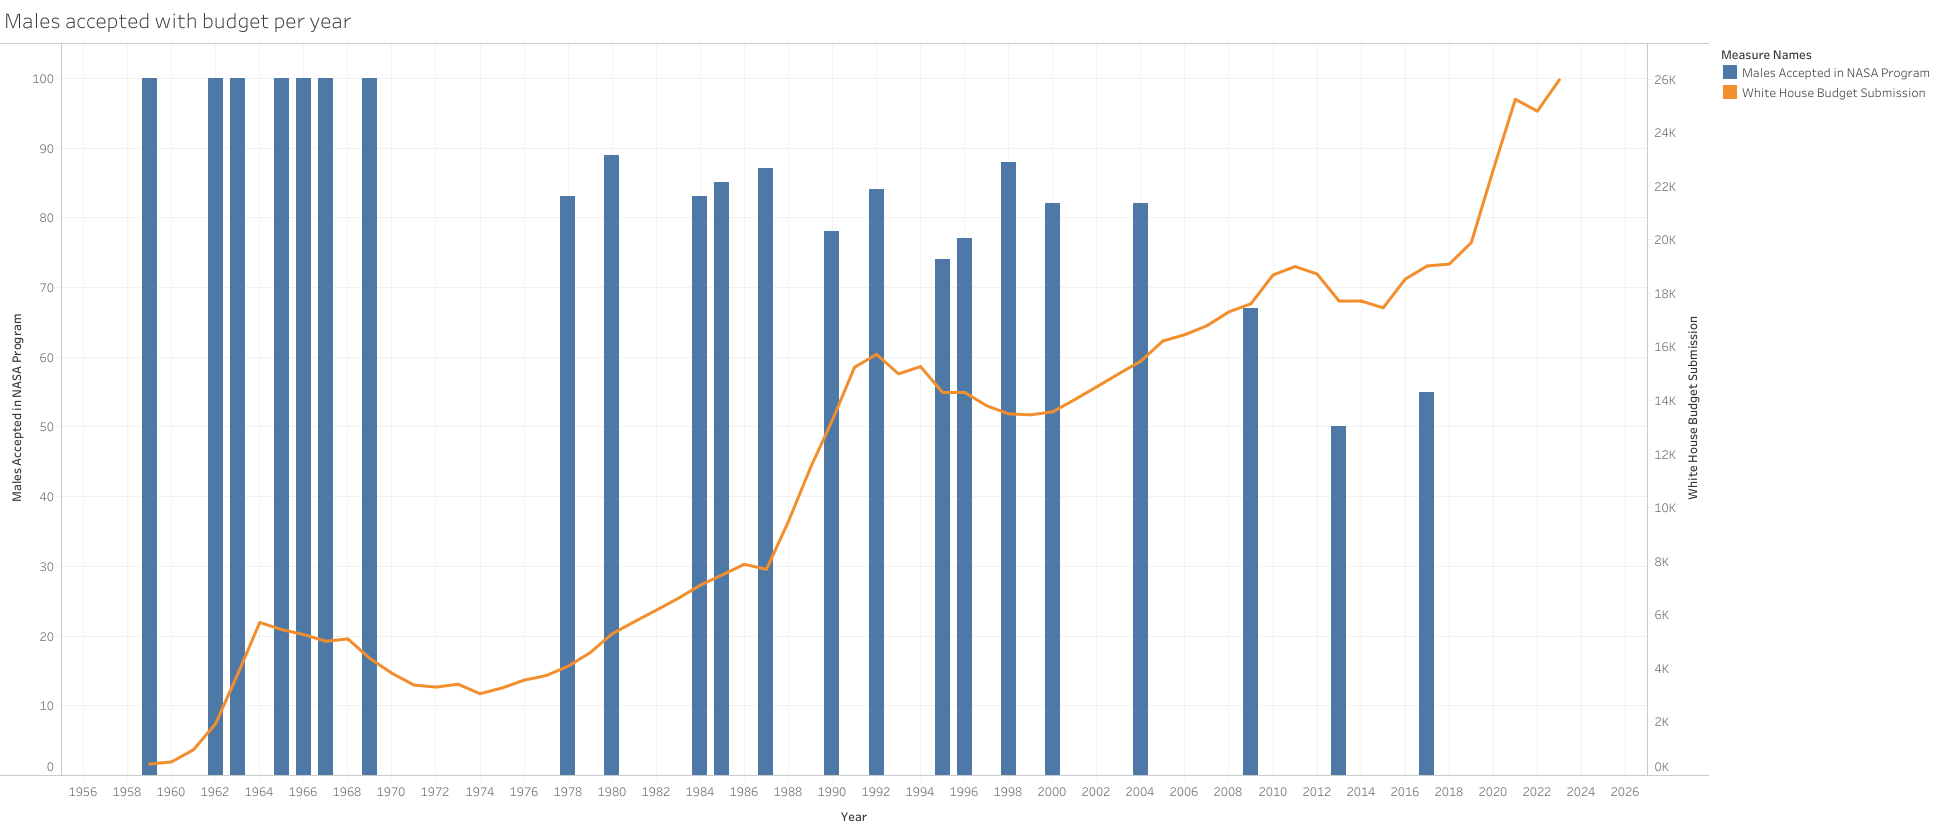 Males accepted with budget per year
Measure Names
Males Accepted in NASA Program
White House Budget Submission
Males Accepted in NASA Program
100
90
80
70
60
50
40
30
20
10
0
26K
24K
22K
20K
18K
16K
14K
12K
10K
8K
6K
4K
2K
0K
White House Budget Submission
1956 1958 1960 1962 1964 1966 1968 1970 1972 1974 1976 1978 1980 1982 1984 1986 1988 1990 1992 1994 1996 1998 2000 2002 2004 2006 2008 2010 2012 2014 2016 2018 2020 2022 2024 2026
Year